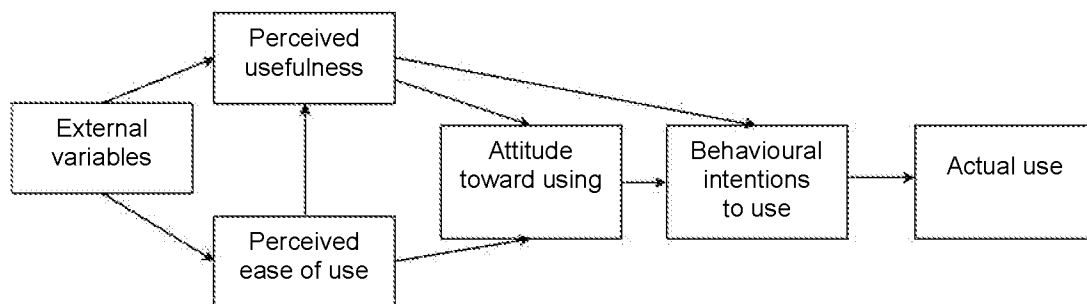 Perceived
usefulness
External
variables
Attitude
toward using
Behavioural
intentions
to use
Actual use
Perceived
ease of use